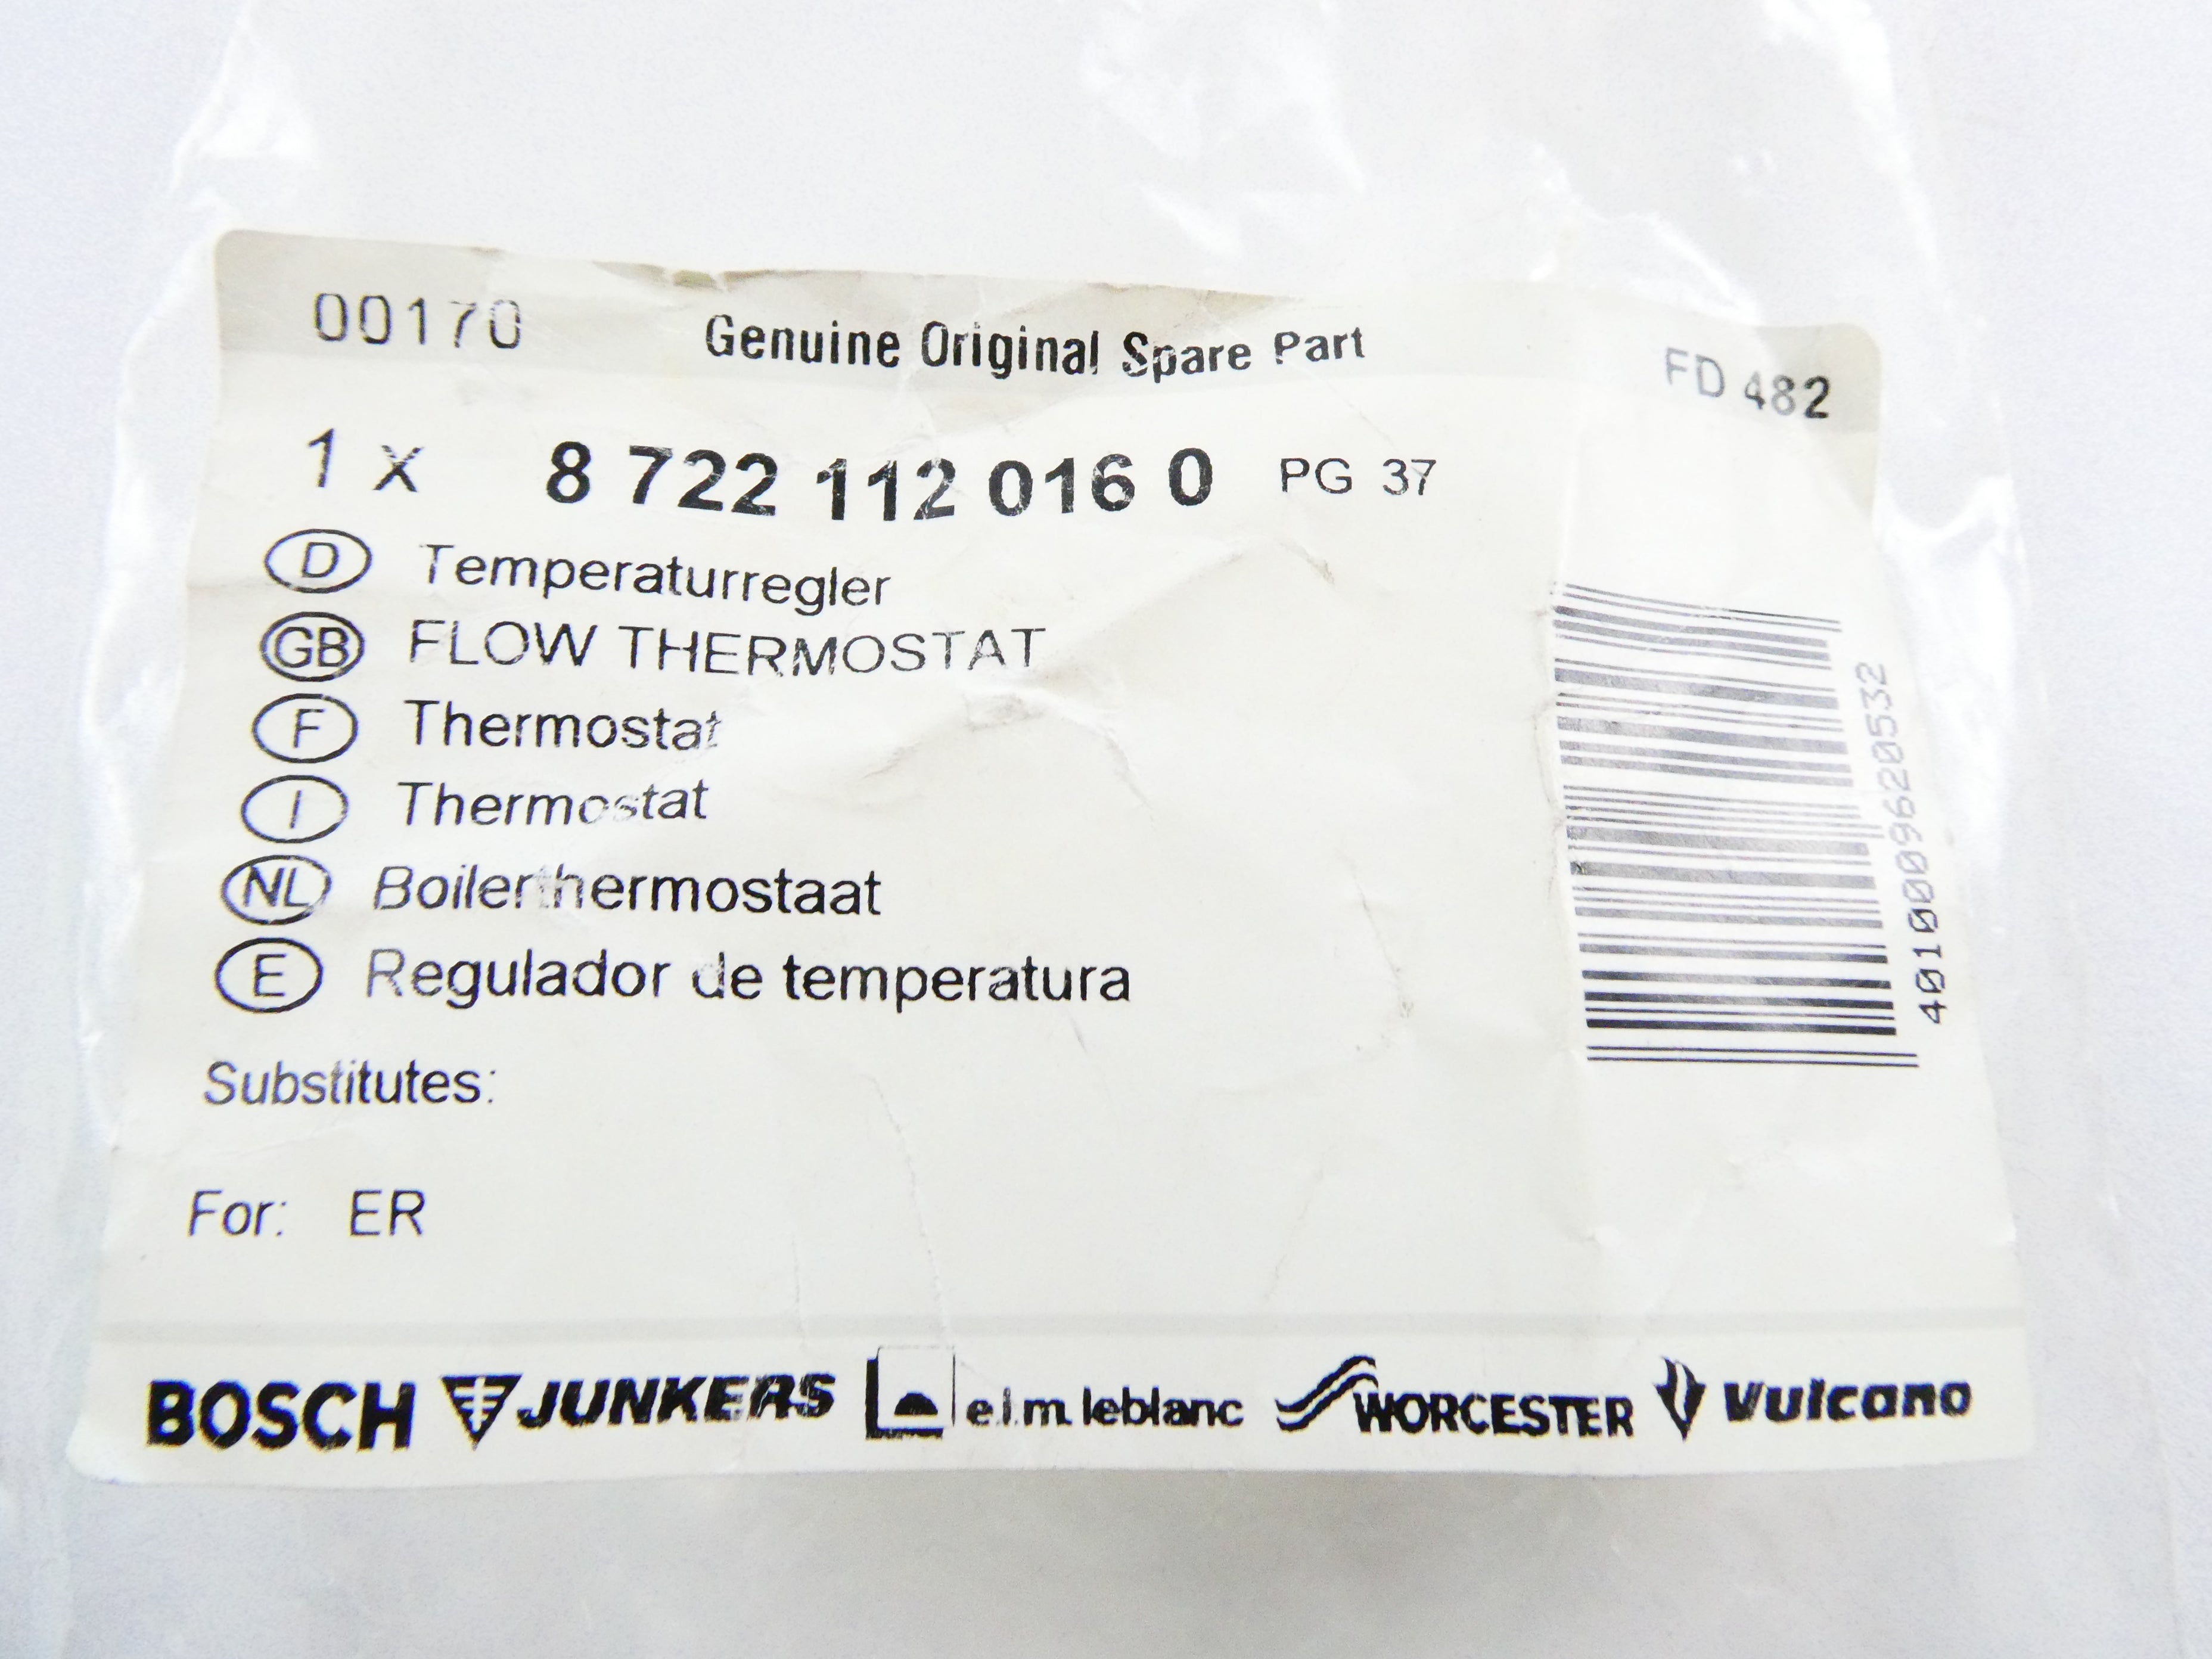 00170 Genuine Original Spare Part FD 482
1 x 8 722 112 016 0 PG 37
D Temperaturregler
GB FLOW THERMOSTAT
F Thermostat
I Thermostat
NL Boilerthermostaat
E Regulador de temperatura
Substitutes:
For: ER
4010009620532
BOSCH JUNKERS e.l.m. leblanc WORCESTER Vulcano